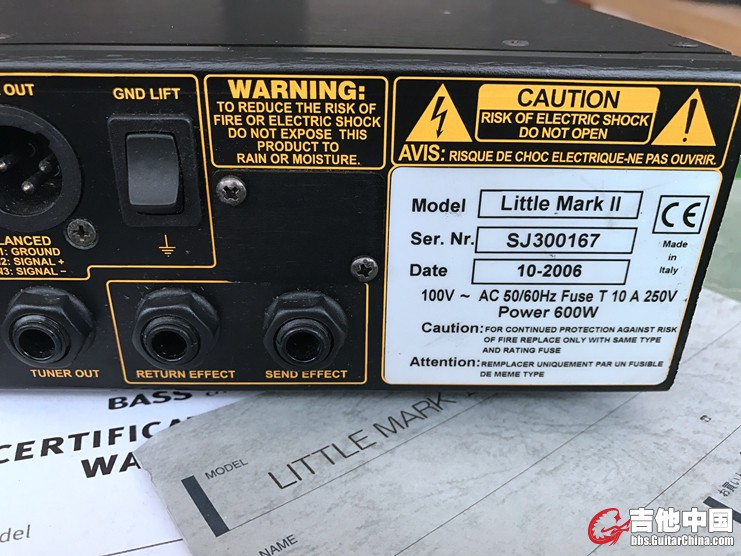 OUT
GND LIFT
WARNING:
TO REDUCE THE RISK OF
FIRE OR ELECTRIC SHOCK
DO NOT EXPOSE THIS
PRODUCT TO
RAIN OR MOISTURE.
CAUTION
RISK OF ELECTRIC SHOCK
DO NOT OPEN
AVIS: RISQUE DE CHOC ELECTRIQUE-NE PAS OUVRIR.
LANCED
1: GROUND
2: SIGNAL +
N3: SIGNAL -
TUNER OUT
RETURN EFFECT
SEND EFFECT
Model Little Mark II
Ser. Nr. SJ300167
Date 10-2006
CE
Made in
Italy
100V ~ AC 50/60Hz Fuse T 10 A 250V
Power 600W
Caution: FOR CONTINUED PROTECTION AGAINST RISK
OF FIRE REPLACE ONLY WITH SAME TYPE
AND RATING FUSE
Attention: REMPLACER UNIQUEMENT PAR UN FUSIBLE
DE MEME TYPE
BASS
CERTIFICA
WA
odel
MODEL
LITTLE MARK
NAME
吉他中国
bbs.GuitarChina.com